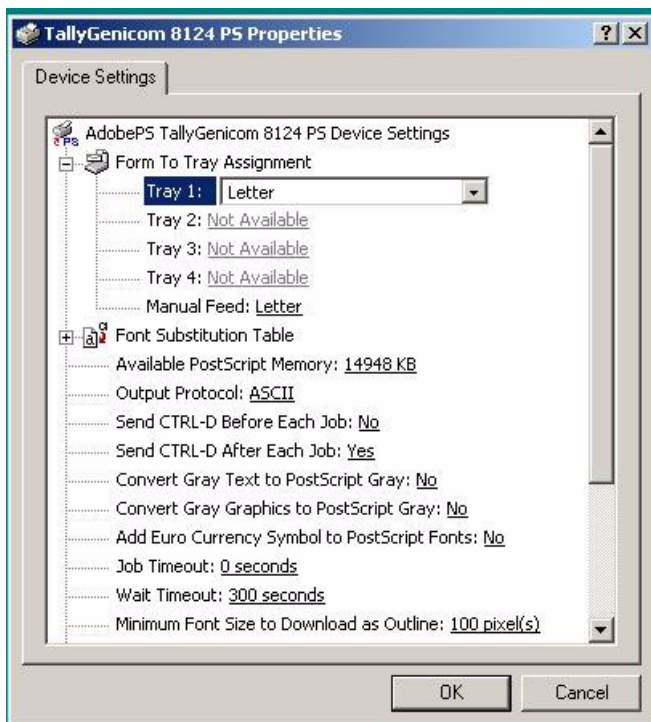 TallyGenicom 8124 PS Properties
Device Settings
AdobePS TallyGenicom 8124 PS Device Settings
Form To Tray Assignment
Tray 1: Letter
Tray 2: Not Available
Tray 3: Not Available
Tray 4: Not Available
Manual Feed: Letter
Font Substitution Table
Available PostScript Memory: 14948 KB
Output Protocol: ASCII
Send CTRL-D Before Each Job: No
Send CTRL-D After Each Job: Yes
Convert Gray Text to PostScript Gray: No
Convert Gray Graphics to PostScript Gray: No
Add Euro Currency Symbol to PostScript Fonts: No
Job Timeout: 0 seconds
Wait Timeout: 300 seconds
Minimum Font Size to Download as Outline: 100 pixel(s)
OK Cancel